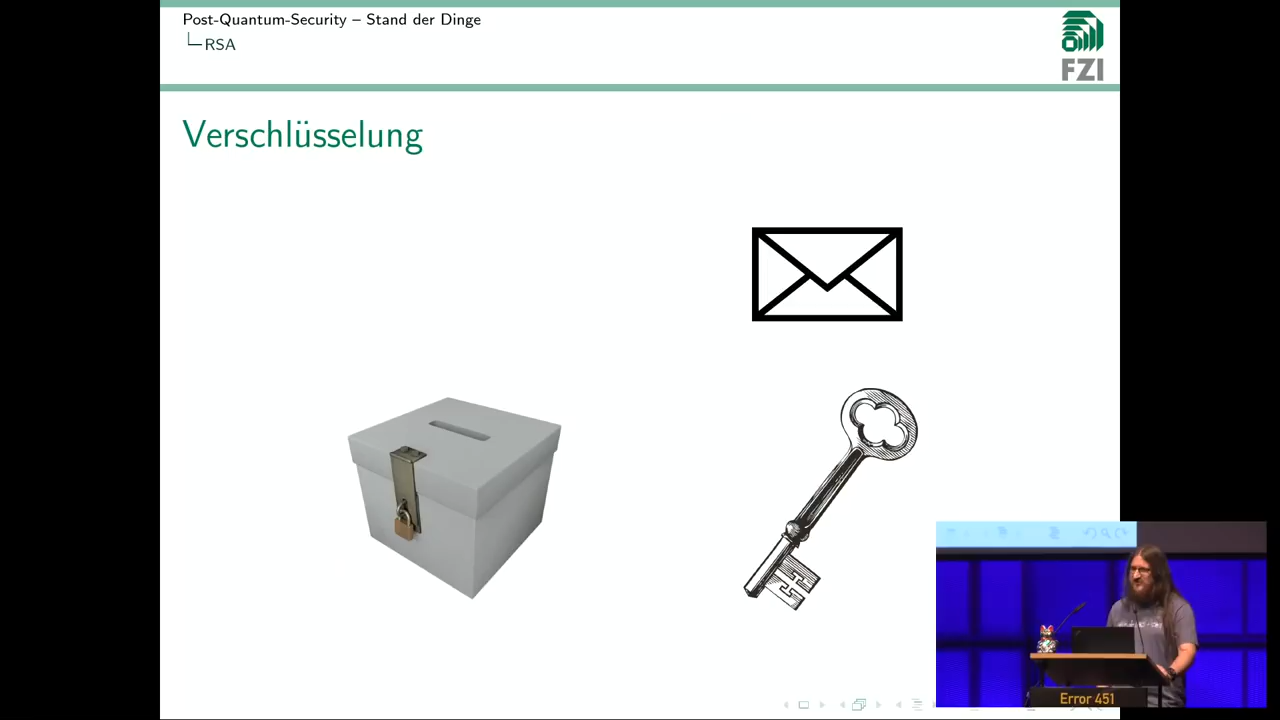 Post-Quantum-Security – Stand der Dinge
RSA
FZI
Verschlüsselung
Error 451